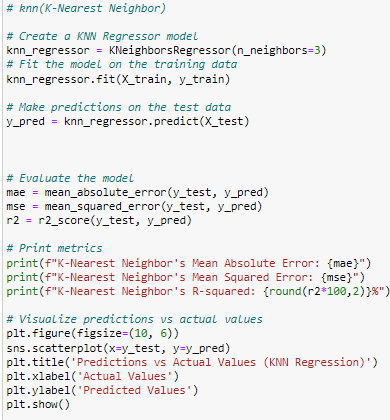 # knn(K-Nearest Neighbor)
# Create a KNN Regressor model
knn_regressor = KNeighborsRegressor(n_neighbors=3)
# Fit the model on the training data
knn_regressor.fit(X_train, y_train)
# Make predictions on the test data
y_pred = knn_regressor.predict(X_test)
# Evaluate the model
mae = mean_absolute_error(y_test, y_pred)
mse = mean_squared_error(y_test, y_pred)
r2 = r2_score(y_test, y_pred)
# Print metrics
print(f"K-Nearest Neighbor's Mean Absolute Error: {mae}")
print(f"K-Nearest Neighbor's Mean Squared Error: {mse}")
print(f"K-Nearest Neighbor's R-squared: {round(r2*100,2)}%")
# Visualize predictions vs actual values
plt.figure(figsize=(10, 6))
sns.scatterplot(x=y_test, y=y_pred)
plt.title('Predictions vs Actual Values (KNN Regression)')
plt.xlabel('Actual Values')
plt.ylabel('Predicted Values')
plt.show()